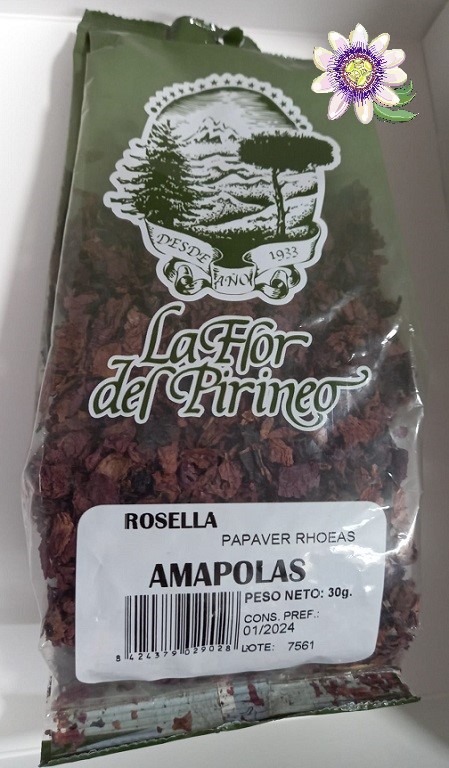 DESDE AÑO 1933
La Flor
del Pirineo
ROSELLA
PAPAVER RHOEAS
AMAPOLAS
PESO NETO: 30g.
CONS. PREF.:
01/2024
LOTE: 7561
8 424379 029028